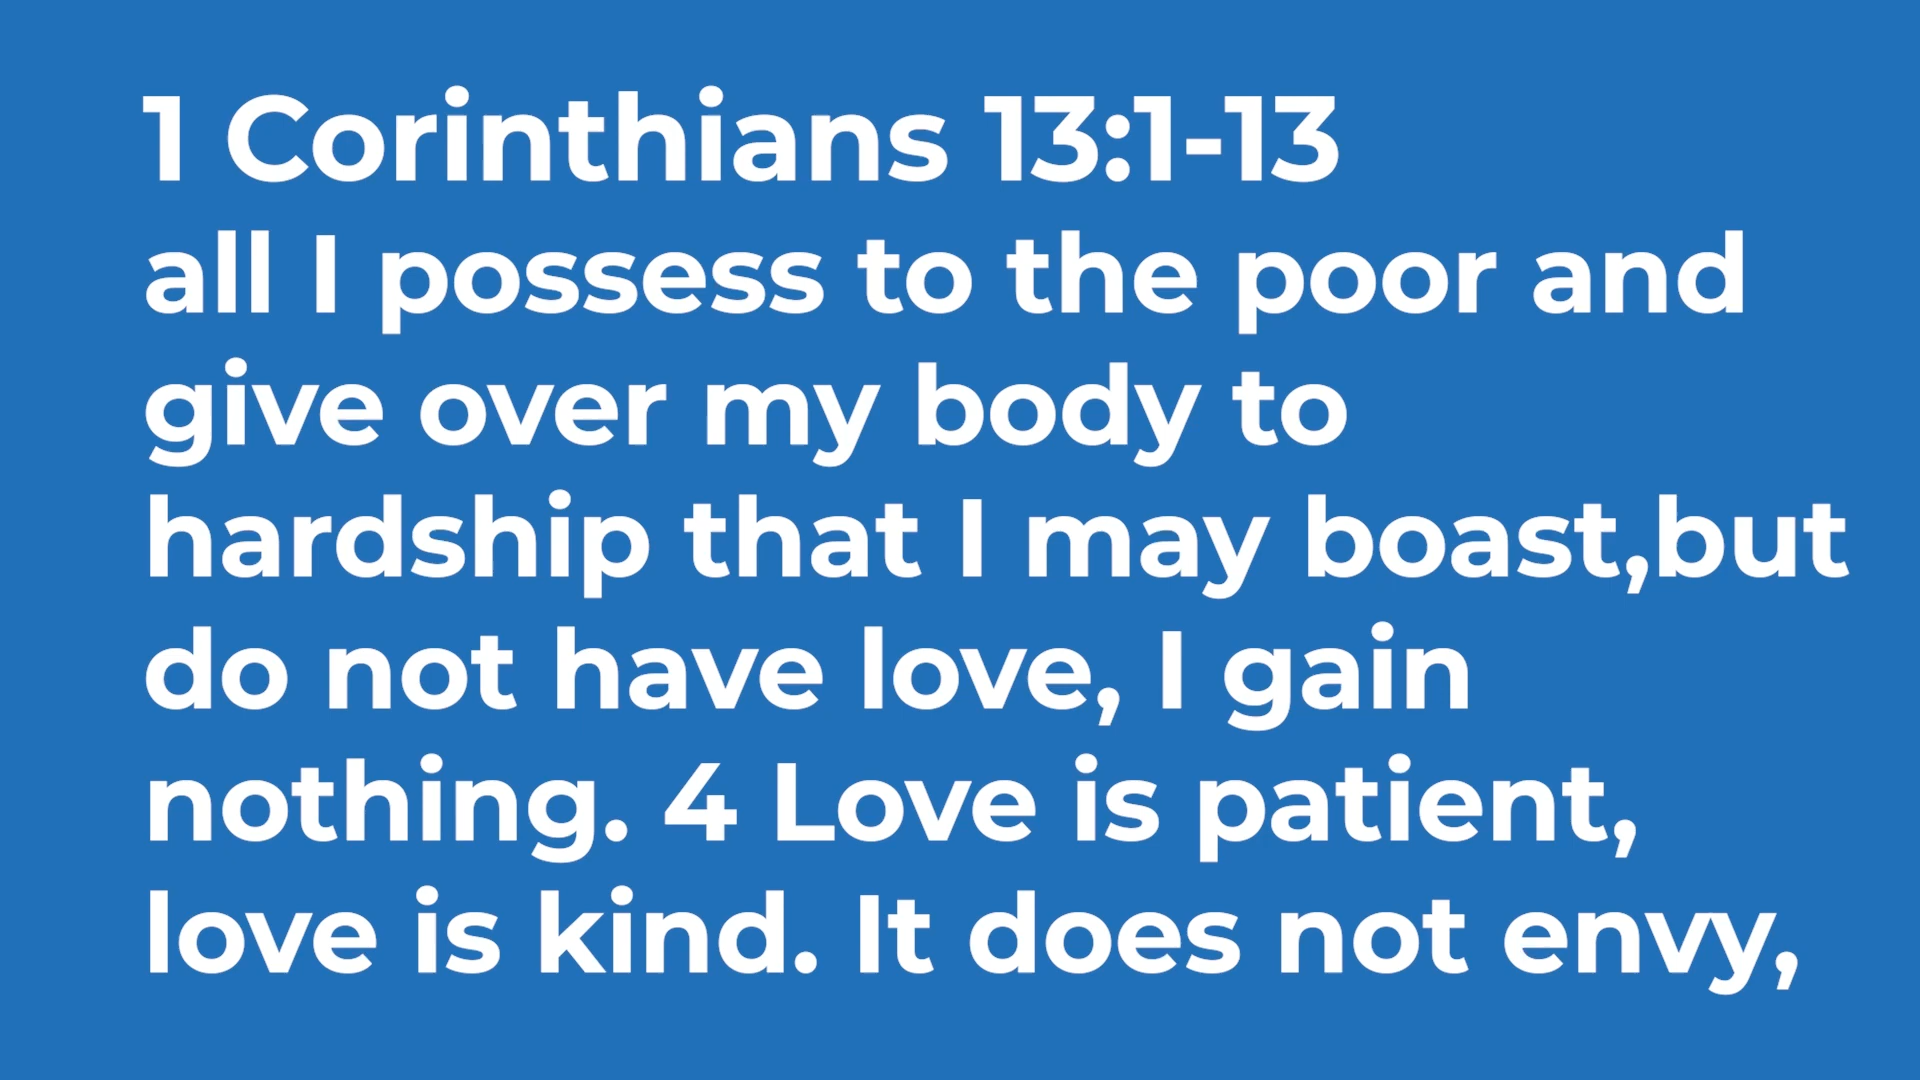 1 Corinthians 13:1-13
all I possess to the poor and
give over my body to
hardship that I may boast,but
do not have love, I gain
nothing. 4 Love is patient,
love is kind. It does not envy,